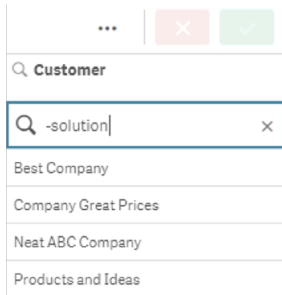 ...
Customer
-solution
Best Company
Company Great Prices
Neat ABC Company
Products and Ideas